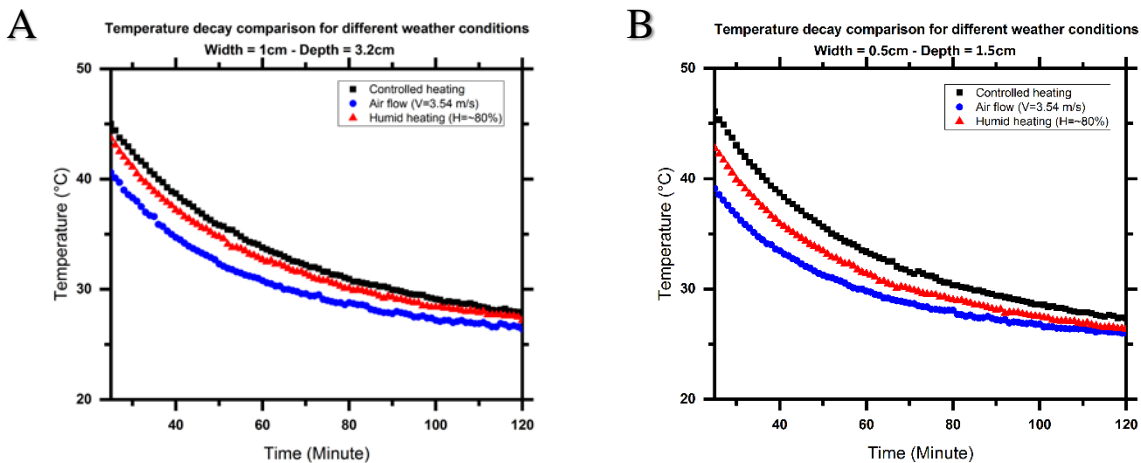 A
Temperature decay comparison for different weather conditions
Width = 1cm - Depth = 3.2cm
50
40
30
20
Temperature (°C)
Controlled heating
Air flow (V=3.54 m/s)
Humid heating (H=~80%)
40
60
80
100
120
Time (Minute)
B
Temperature decay comparison for different weather conditions
Width = 0.5cm - Depth = 1.5cm
50
40
30
20
Temperature (°C)
Controlled heating
Air flow (V=3.54 m/s)
Humid heating (H=~80%)
40
60
80
100
120
Time (Minute)